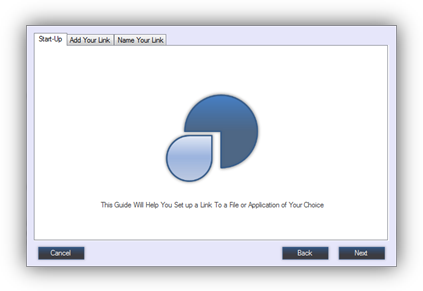 Start-Up
Add Your Link
Name Your Link
This Guide Will Help You Set up a Link To a File or Application of Your Choice
Cancel
Back
Next